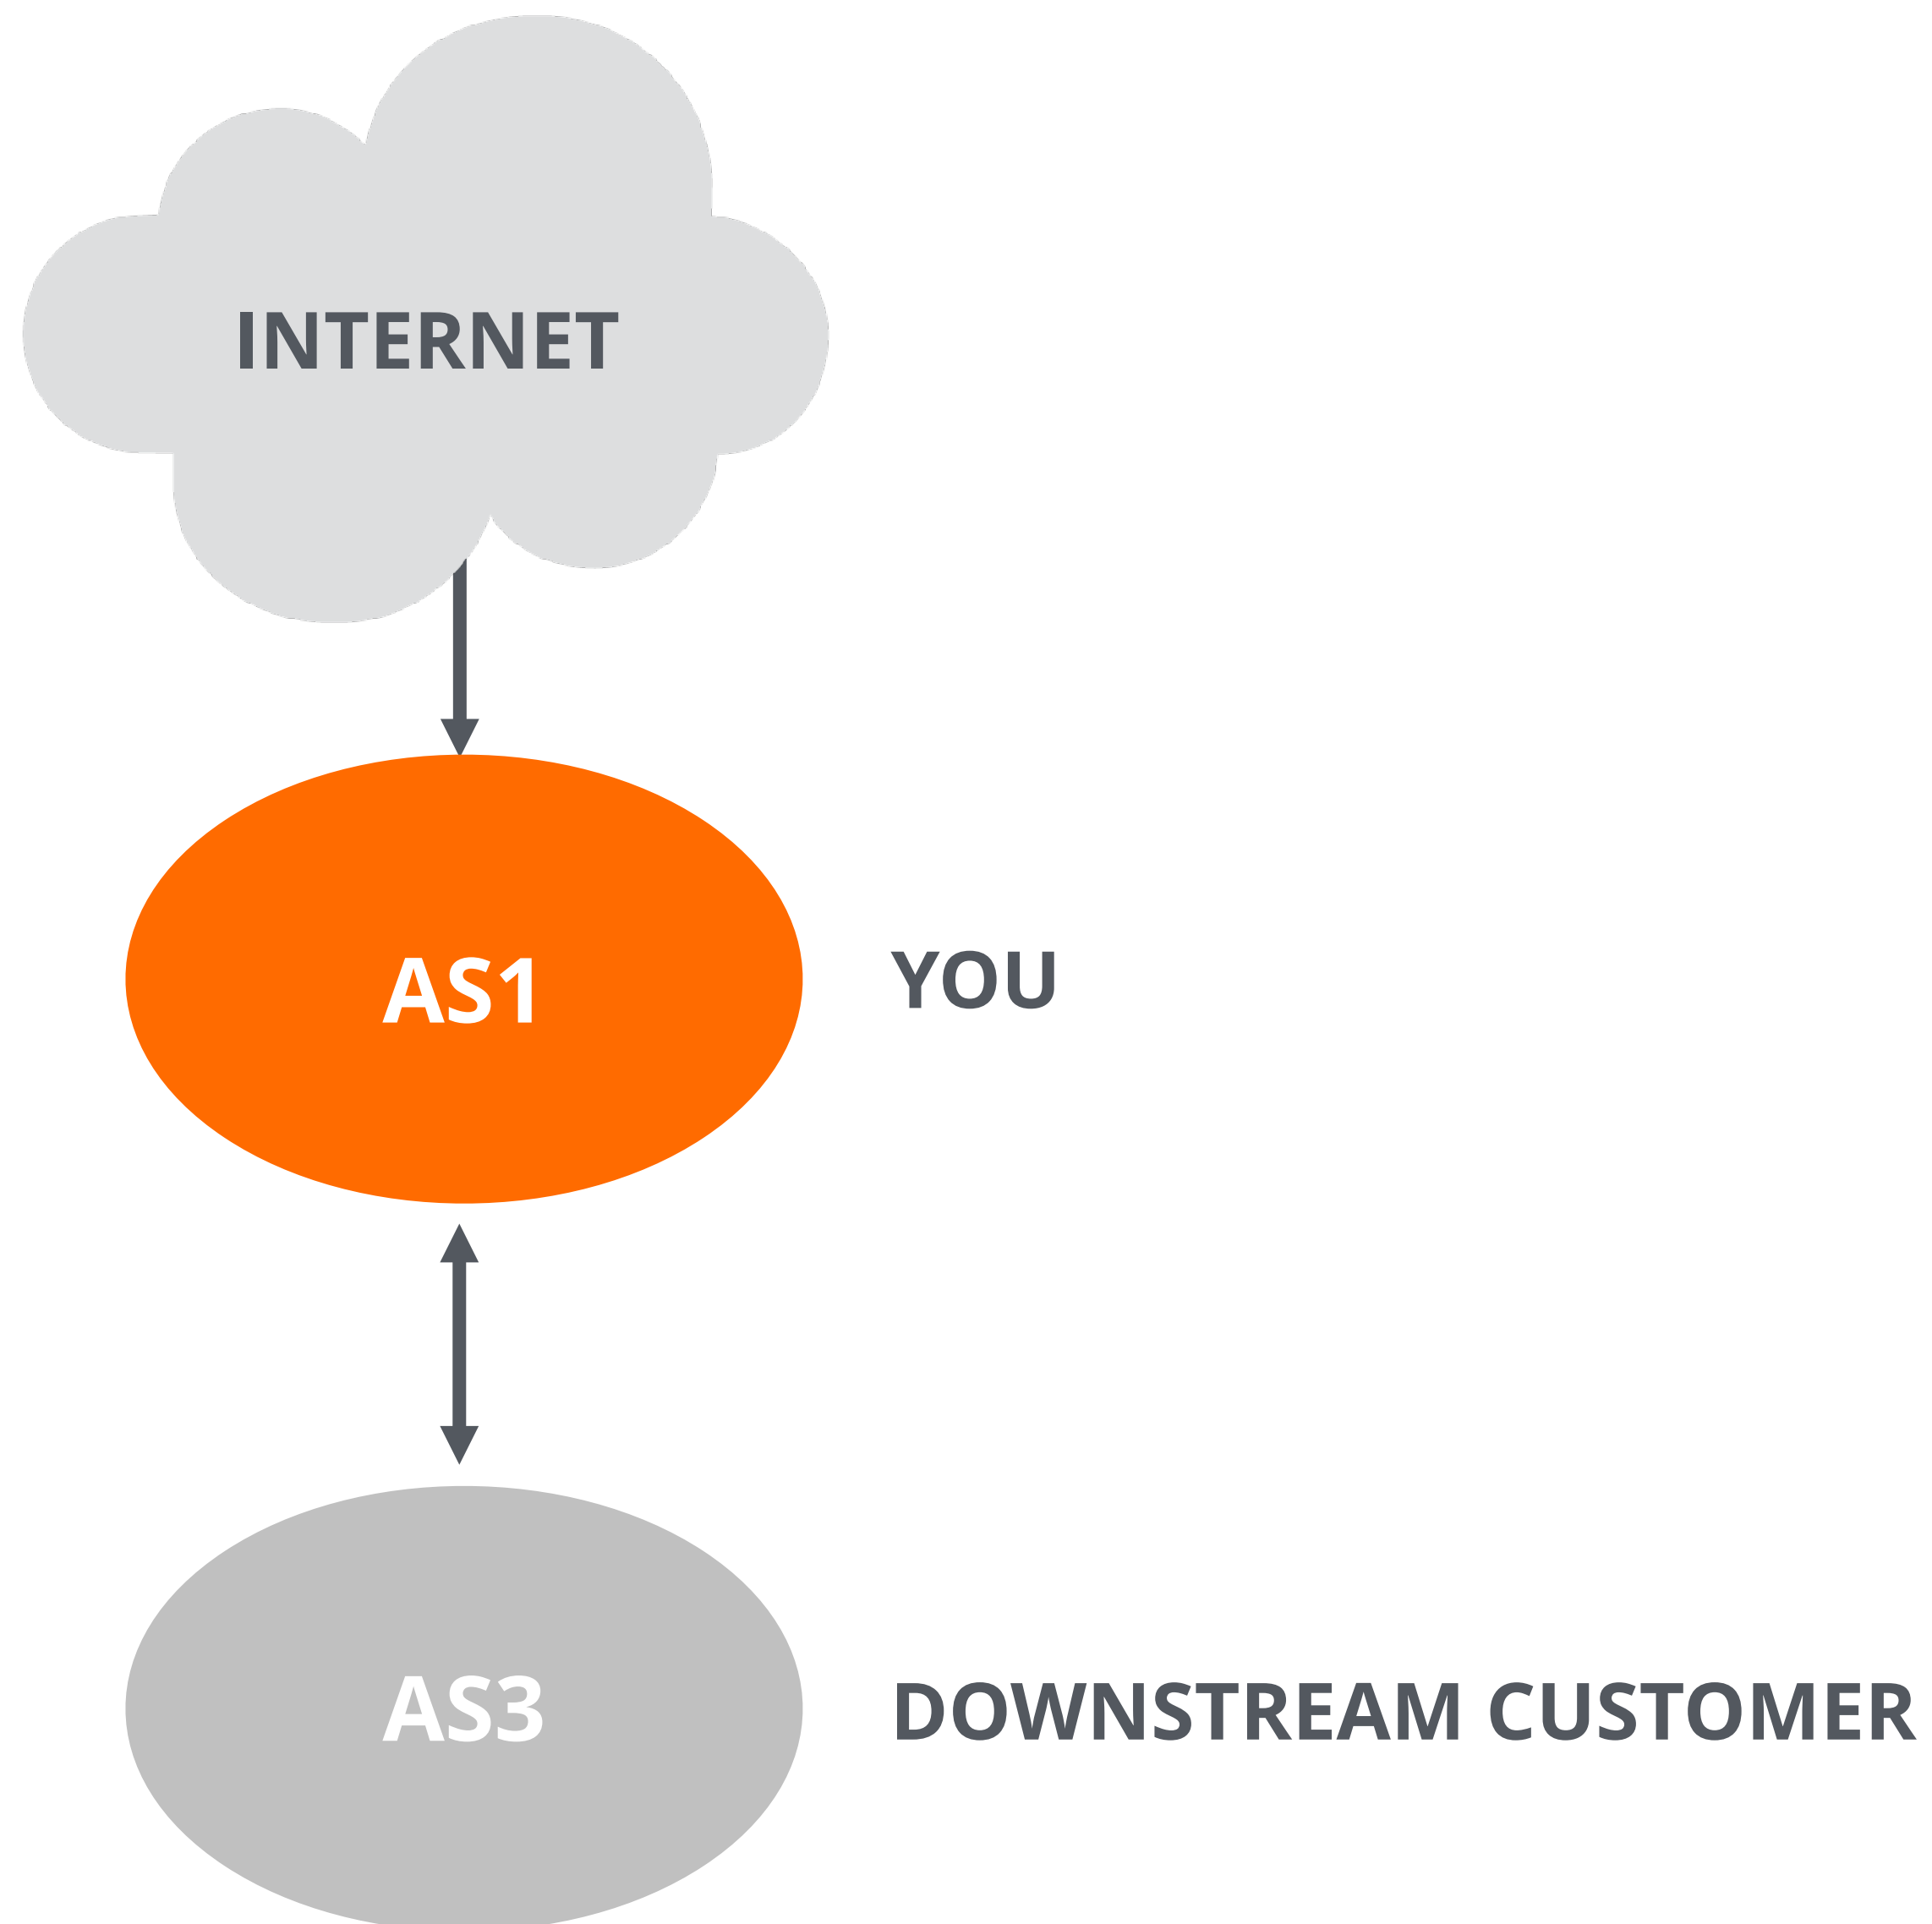 INTERNET
AS1
YOU
AS3
DOWNSTREAM CUSTOMER